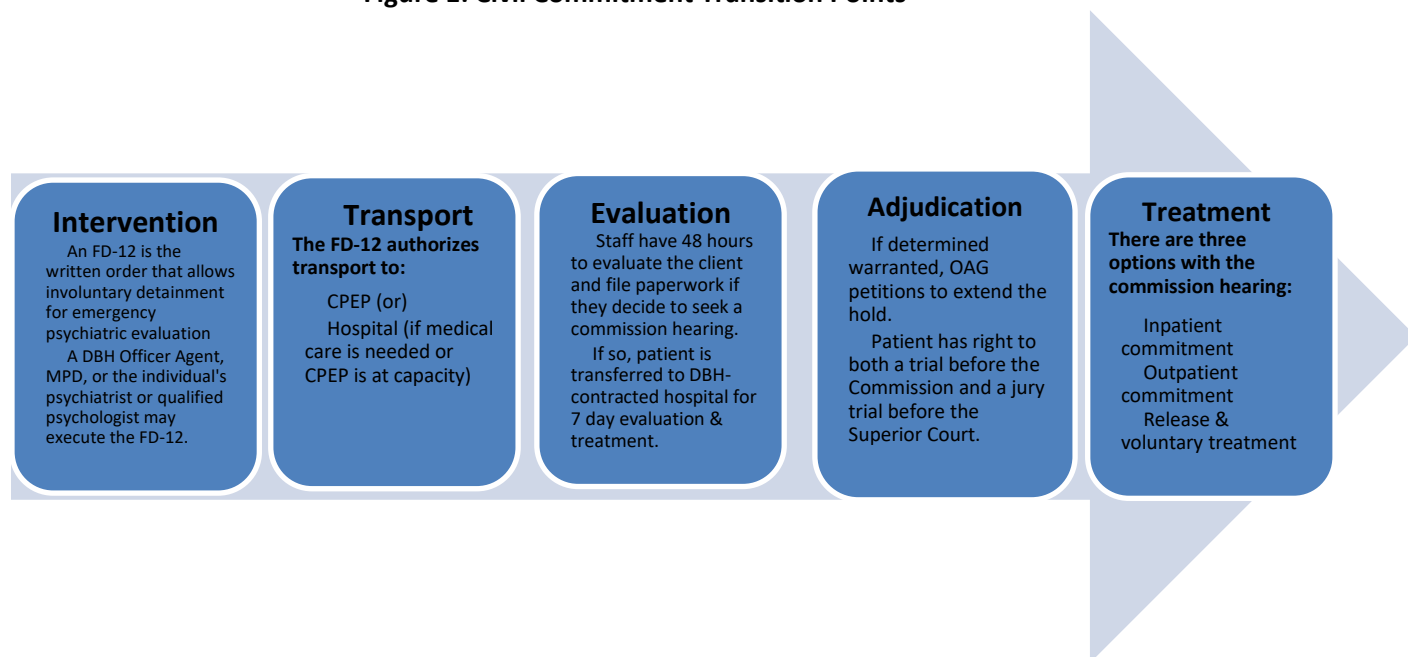 Figure 1: Civil Commitment Transition Points
Intervention
An FD-12 is the
written order that allows
involuntary detainment
for emergency
psychiatric evaluation
A DBH Officer Agent,
MPD, or the individual's
psychiatrist or qualified
psychologist may
execute the FD-12.
Transport
The FD-12 authorizes
transport to:
CPEP (or)
Hospital (if medical
care is needed or
CPEP is at capacity)
Evaluation
Staff have 48 hours
to evaluate the client
and file paperwork if
they decide to seek a
commission hearing.
If so, patient is
transferred to DBH-
contracted hospital for
7 day evaluation &
treatment.
Adjudication
If determined
warranted, OAG
petitions to extend the
hold.
Patient has right to
both a trial before the
Commission and a jury
trial before the
Superior Court.
Treatment
There are three
options with the
commission hearing:
Inpatient
commitment
Outpatient
commitment
Release &
voluntary treatment